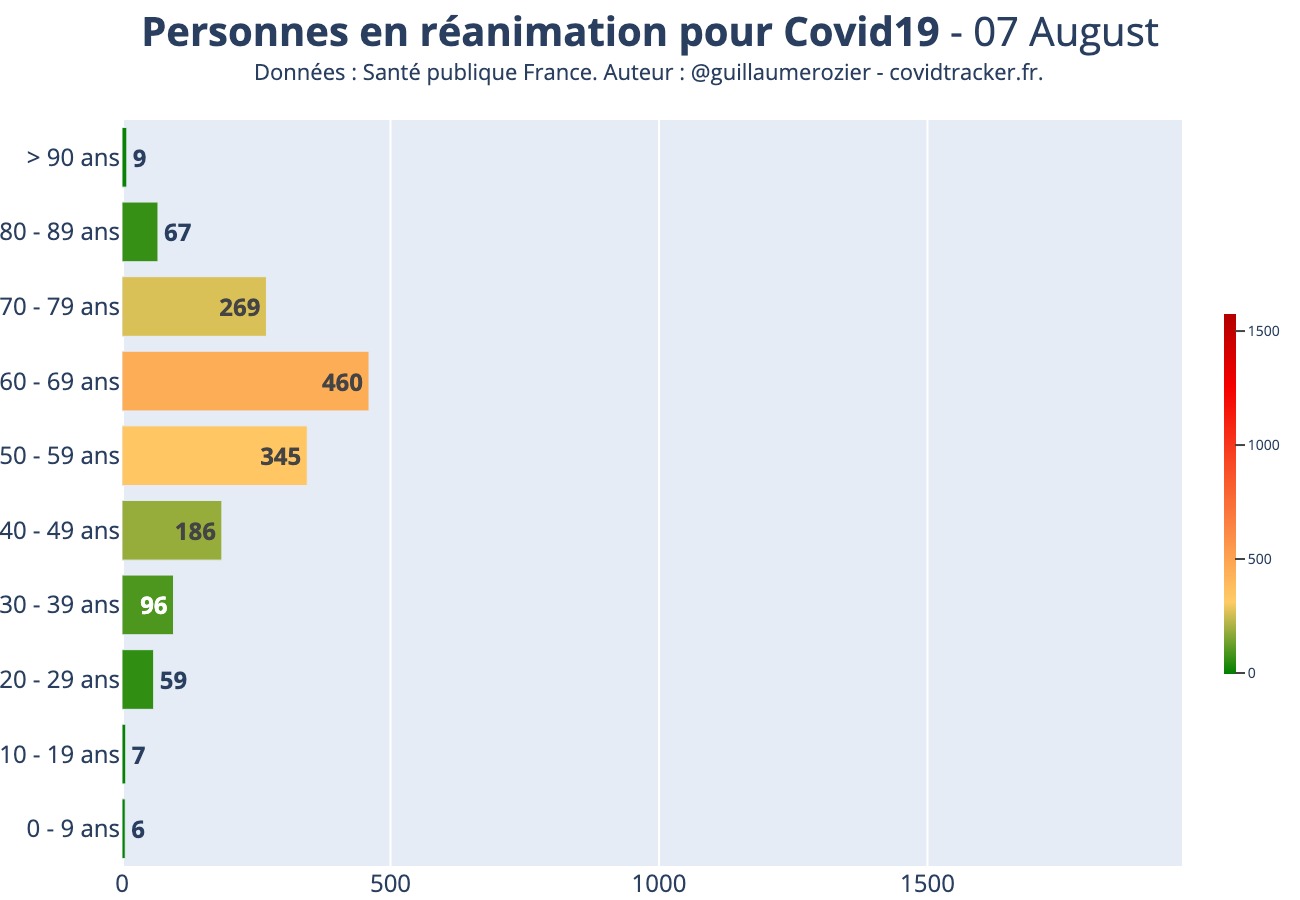 Personnes en réanimation pour Covid19 - 07 August
Données : Santé publique France. Auteur : @guillaumerozier - covidtracker.fr.
> 90 ans 9
80 - 89 ans 67
70 - 79 ans 269
60 - 69 ans 460
50 - 59 ans 345
40 - 49 ans 186
30 - 39 ans 96
20 - 29 ans 59
10 - 19 ans 7
0 - 9 ans 6
0 500 1000 1500
1500
1000
500
0